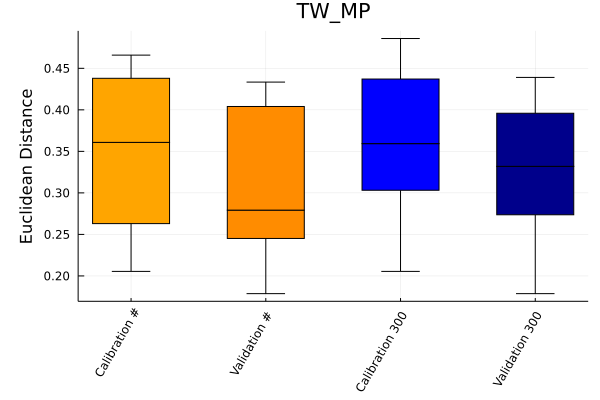 TW_MP
Euclidean Distance
0.45
0.40
0.35
0.30
0.25
0.20
Calibration #
Validation #
Calibration 300
Validation 300